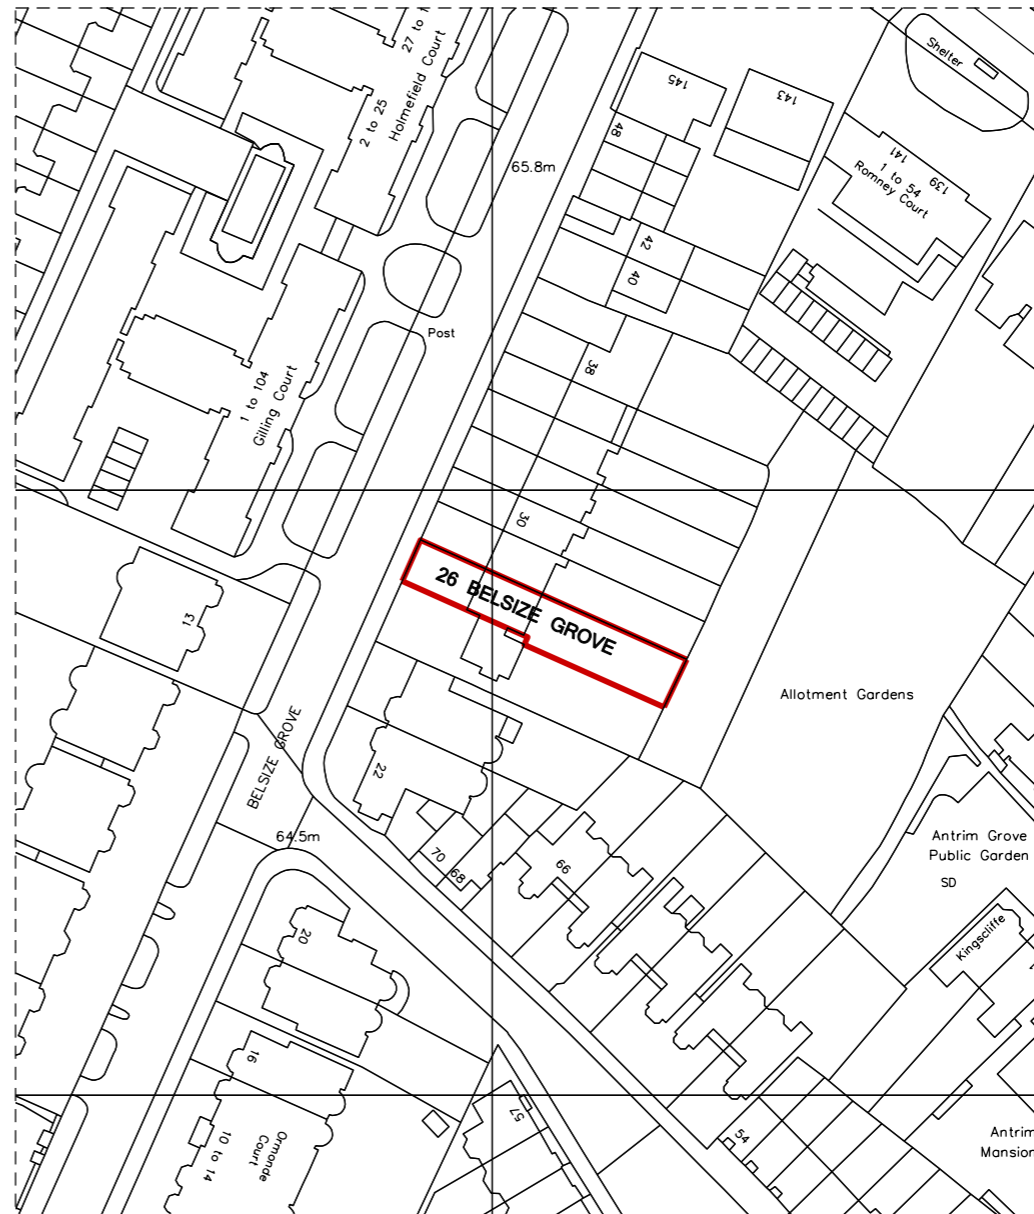 27 to
Holmefield Court
2 to 25
145
143
Shelter
48
65.8m
141
139
1 to 54
Romney Court
42
40
Post
38
1 to 104
Gilling Court
30
26 BELSIZE GROVE
13
Allotment Gardens
BELSIZE GROVE
22
64.5m
70
68
66
Antrim Grove
Public Garden
SD
20
Kingscliffe
16
10 to 14
Ormonde
Court
57
54
Antrim
Mansion